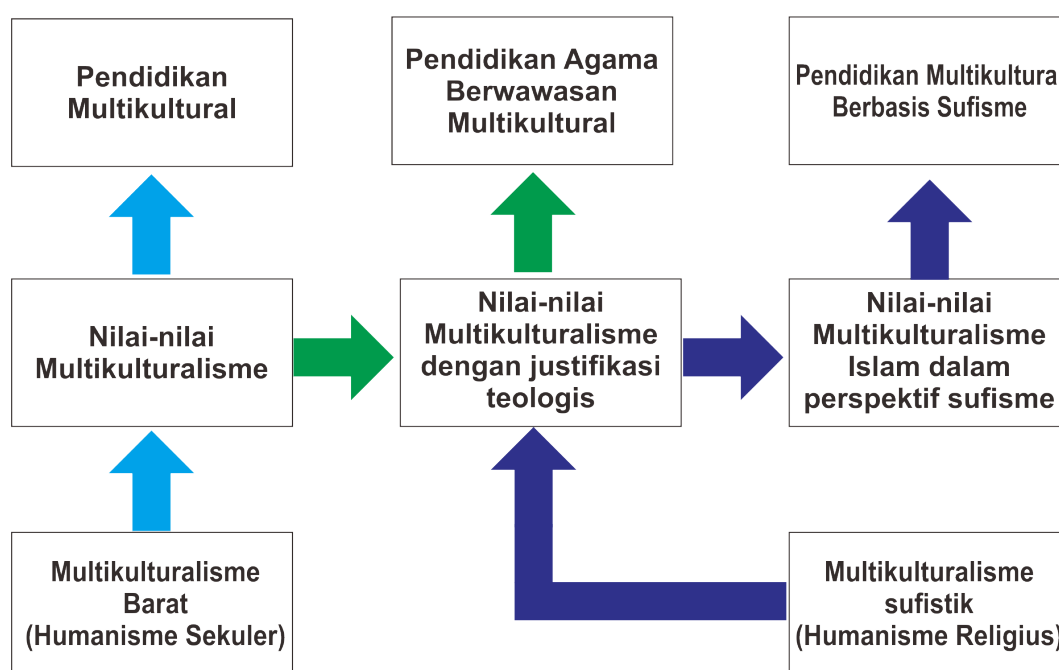 Pendidikan
Multikultural
Pendidikan Agama
Berwawasan
Multikultural
Pendidikan Multikultural
Berbasis Sufisme
Nilai-nilai
Multikulturalisme
Nilai-nilai
Multikulturalisme
dengan justifikasi
teologis
Nilai-nilai
Multikulturalisme
Islam dalam
perspektif sufisme
Multikulturalisme
Barat
(Humanisme Sekuler)
Multikulturalisme
sufistik
(Humanisme Religius)